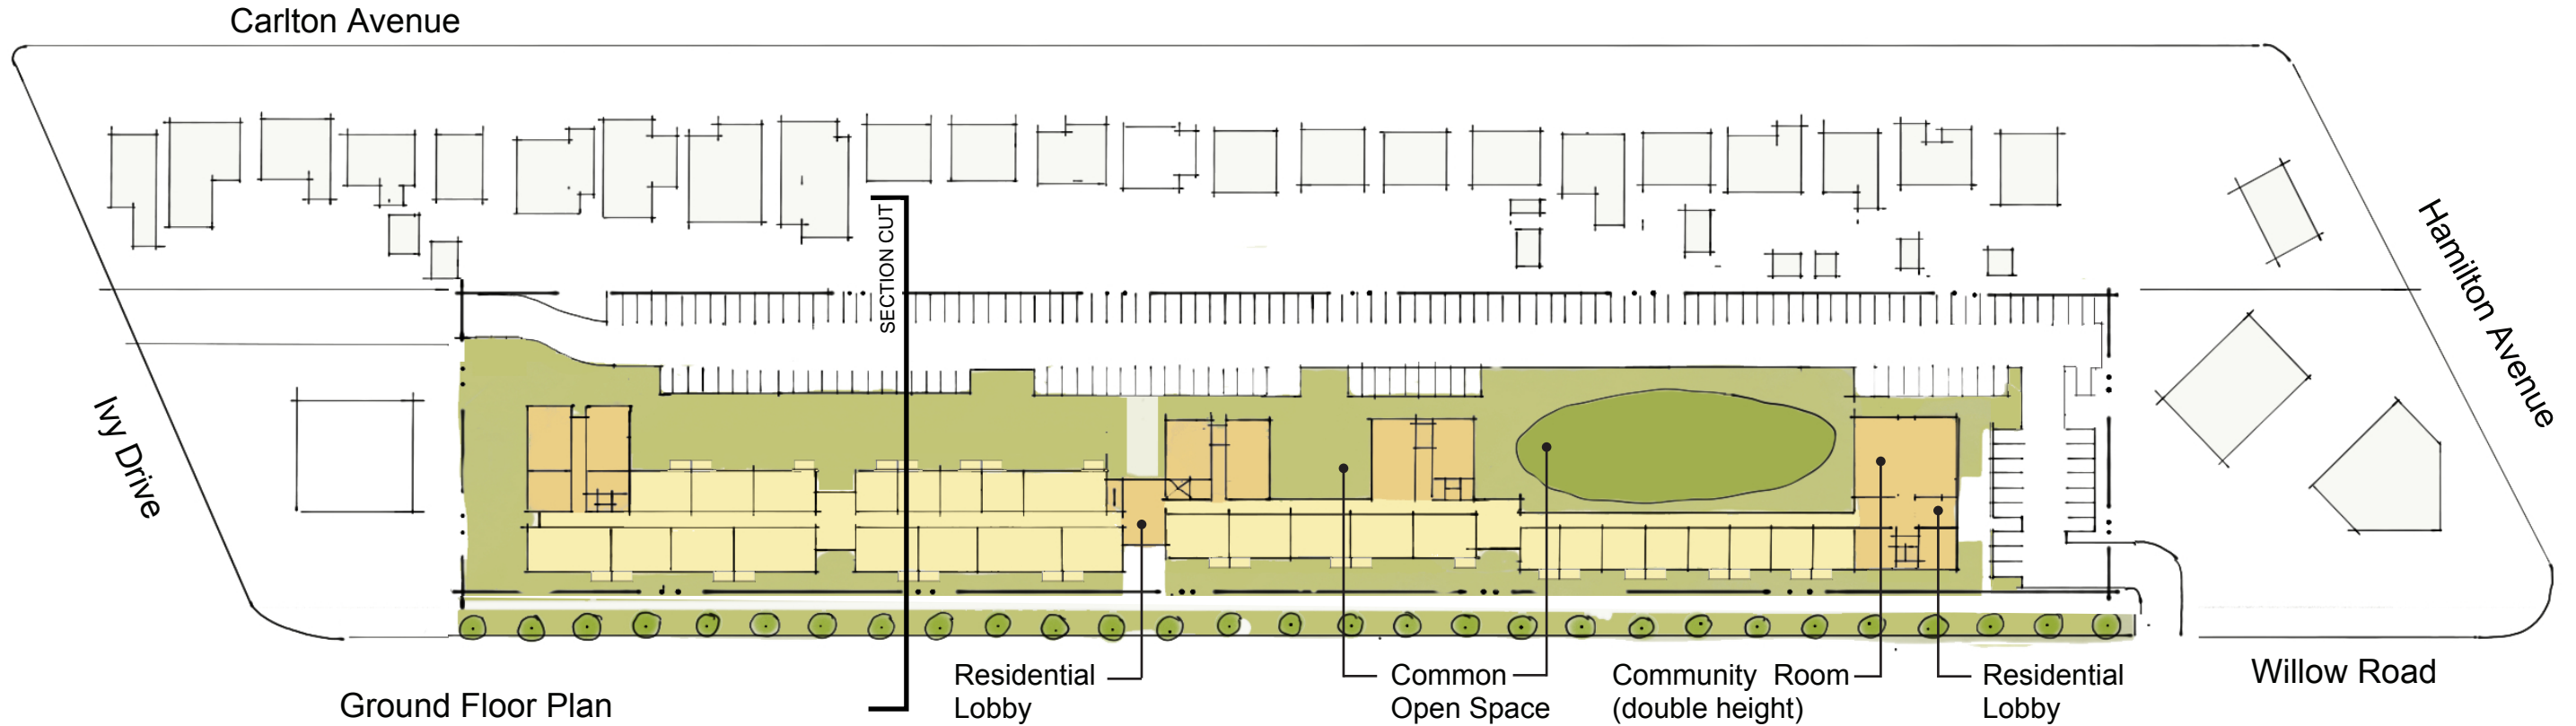 Carlton Avenue
SECTION CUT
Hamilton Avenue
Ivy Drive
Residential
Lobby
Common
Open Space
Community Room
(double height)
Residential
Lobby
Willow Road
Ground Floor Plan